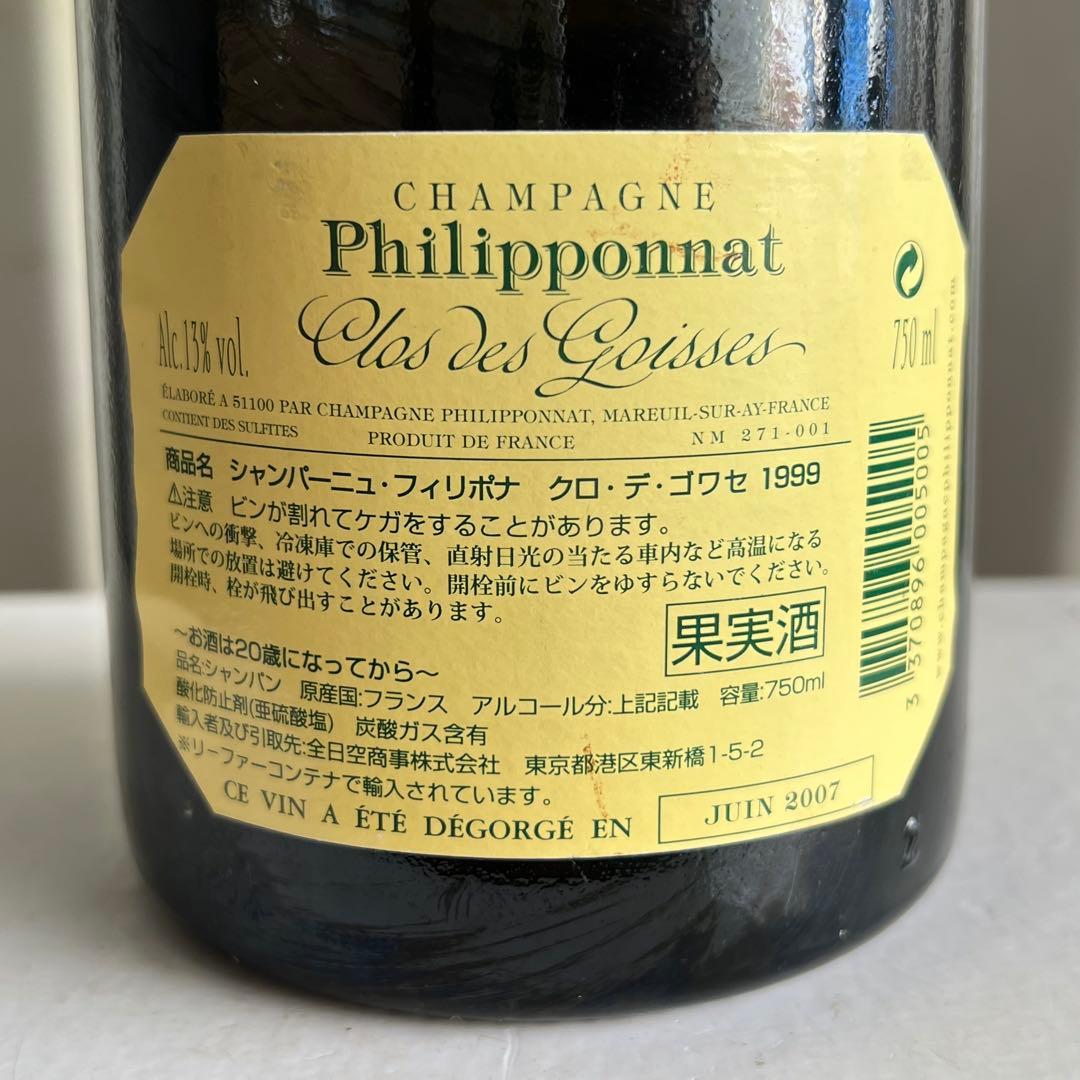 CHAMPAGNE
Philipponnat
Clos des Goisses
Alc.13% vol.
750 ml
ÉLABORÉ A 51100 PAR CHAMPAGNE PHILIPPONNAT, MAREUIL-SUR-AY-FRANCE
CONTIENT DES SULFITES
PRODUIT DE FRANCE
NM 271-001
商品名 シャンパーニュ・フィリポナ クロ・デ・ゴワセ 1999
⚠注意 ビンが割れてケガをすることがあります。
ビンへの衝撃、冷凍庫での保管、直射日光の当たる車内など高温になる
場所での放置は避けてください。開栓前にビンをゆすらないでください。
開栓時、栓が飛び出すことがあります。
果実酒
～お酒は20歳になってから～
品名:シャンパン 原産国:フランス アルコール分:上記記載 容量:750ml
酸化防止剤(亜硫酸塩) 炭酸ガス含有
輸入者及び引取先:全日空商事株式会社 東京都港区東新橋1-5-2
※リーファーコンテナで輸入されています。
CE VIN A ÉTÉ DÉGORGÉ EN
JUIN 2007
3 370896 005005
www.champagnephilipponnat.com